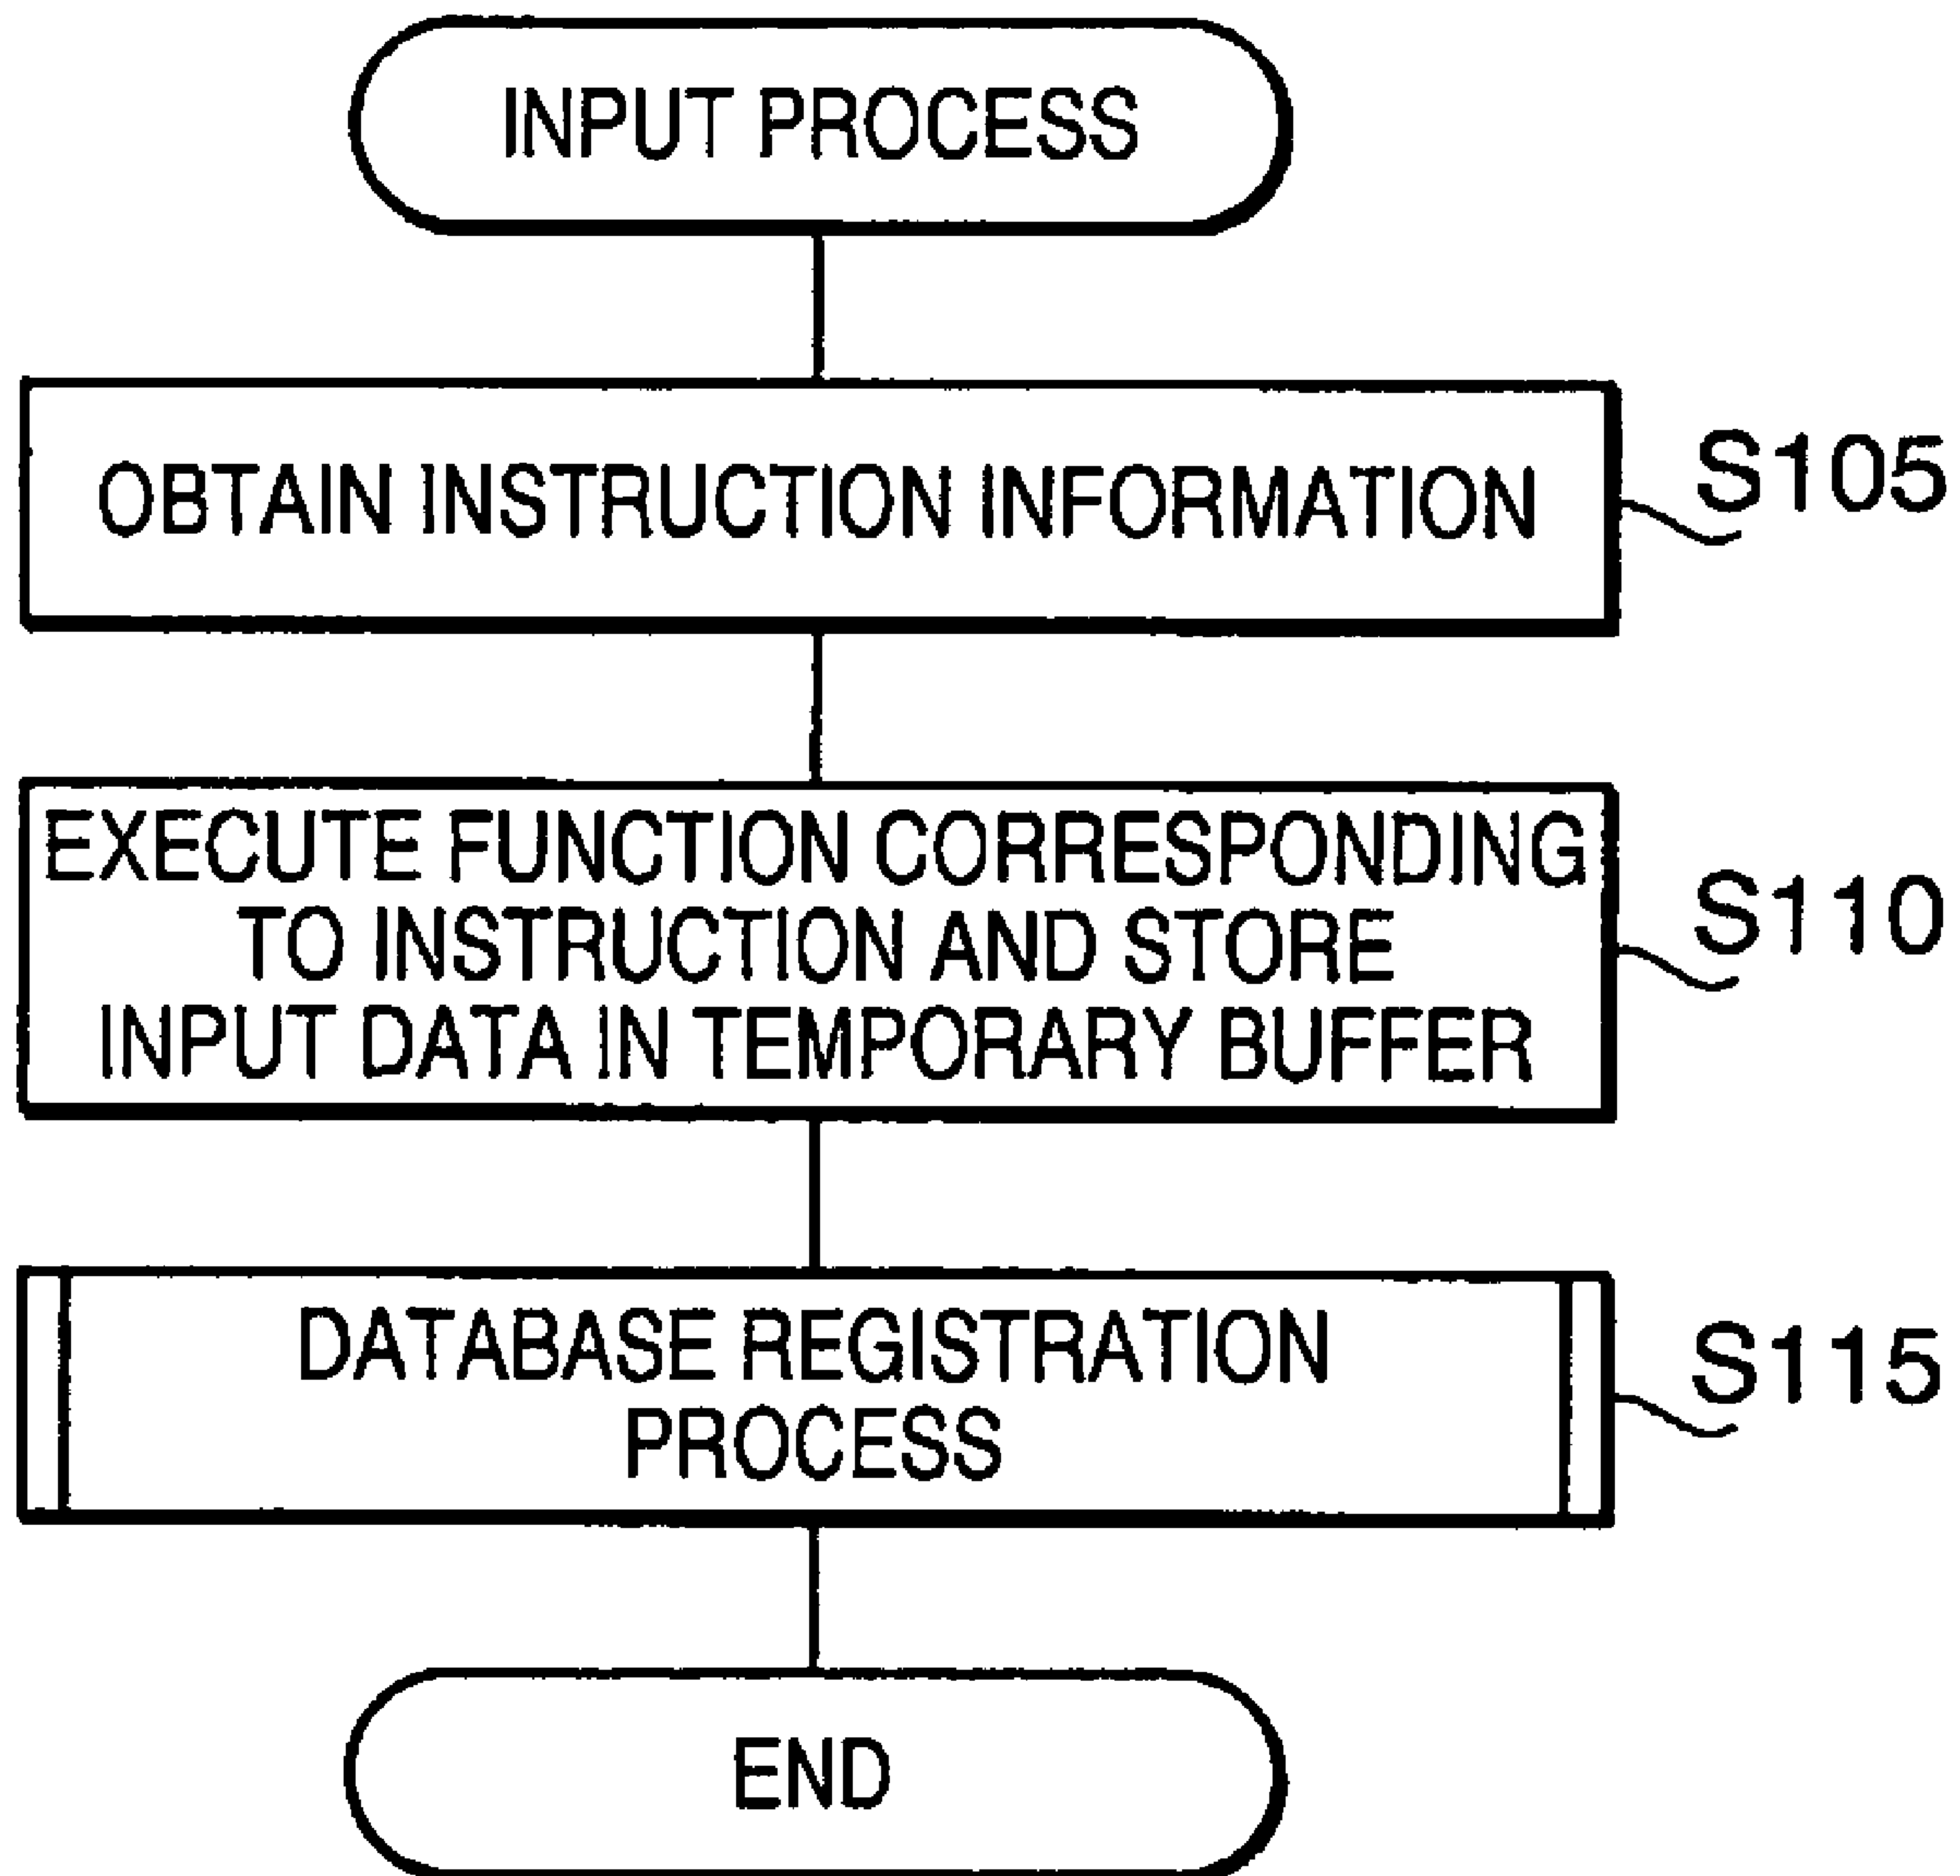 INPUT PROCESS
OBTAIN INSTRUCTION INFORMATION
S105
EXECUTE FUNCTION CORRESPONDING
TO INSTRUCTION AND STORE
INPUT DATA IN TEMPORARY BUFFER
S110
DATABASE REGISTRATION
PROCESS
S115
END